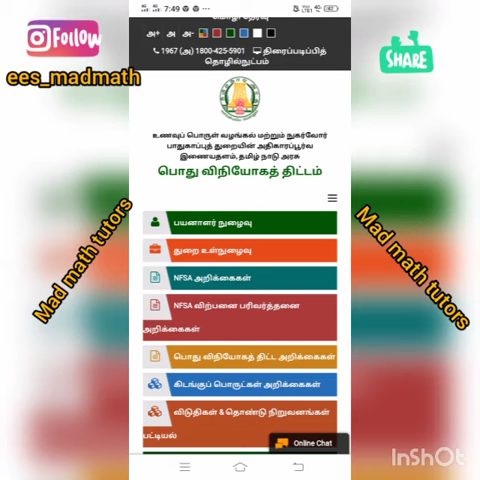 7:49
Follow
SHARE
ees_madmath
அ+ அ அ-
1967 (அ) 1800-425-5901 திரைப்படிப்பித்
தொழில்நுட்பம்
உணவுப் பொருள் வழங்கல் மற்றும் நுகர்வோர்
பாதுகாப்புத் துறையின் அதிகாரப்பூர்வ
இணையதளம், தமிழ் நாடு அரசு
பொது விநியோகத் திட்டம்
Mad math tutors
Mad math tutors
பயனாளர் நுழைவு
துறை உள்நுழைவு
NFSA அறிக்கைகள்
NFSA விற்பனை பரிவர்த்தனை
அறிக்கைகள்
பொது விநியோகத் திட்ட அறிக்கைகள்
கிடங்குப் பொருட்கள் அறிக்கைகள்
விடுதிகள் & தொண்டு நிறுவனங்கள்
பட்டியல்
Online Chat
InShOt